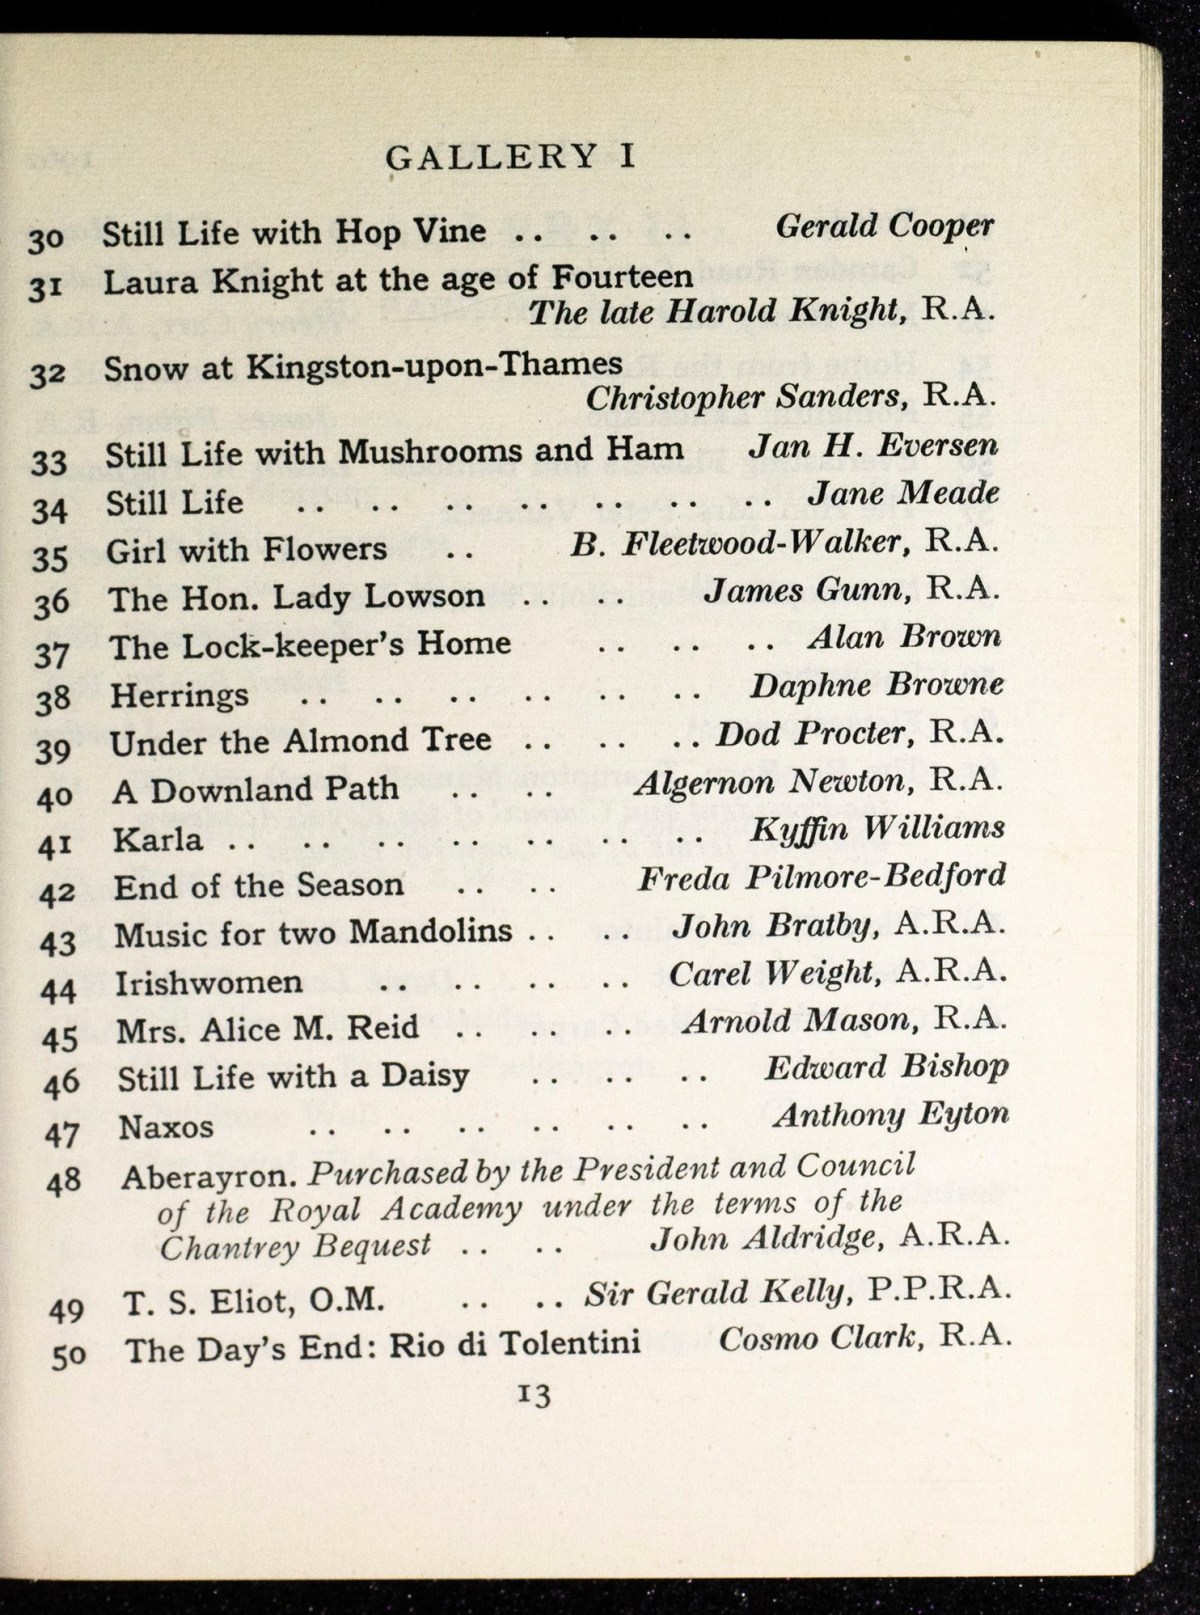 GALLERY I
30 Still Life with Hop Vine .. .. .. Gerald Cooper
31 Laura Knight at the age of Fourteen
The late Harold Knight, R.A.
32 Snow at Kingston-upon-Thames
Christopher Sanders, R.A.
33 Still Life with Mushrooms and Ham Jan H. Eversen
34 Still Life .. .. .. .. .. .. .. Jane Meade
35 Girl with Flowers .. B. Fleetwood-Walker, R.A.
36 The Hon. Lady Lowson .. .. James Gunn, R.A.
37 The Lock-keeper's Home .. .. .. Alan Brown
38 Herrings .. .. .. .. .. .. Daphne Browne
39 Under the Almond Tree .. .. .. Dod Procter, R.A.
40 A Downland Path .. .. Algernon Newton, R.A.
41 Karla .. .. .. .. .. .. .. Kyffin Williams
42 End of the Season .. .. Freda Pilmore-Bedford
43 Music for two Mandolins .. .. John Bratby, A.R.A.
44 Irishwomen .. .. .. .. Carel Weight, A.R.A.
45 Mrs. Alice M. Reid .. .. .. Arnold Mason, R.A.
46 Still Life with a Daisy .. .. .. Edward Bishop
47 Naxos .. .. .. .. .. .. Anthony Eyton
48 Aberayron. Purchased by the President and Council
of the Royal Academy under the terms of the
Chantrey Bequest .. .. John Aldridge, A.R.A.
49 T. S. Eliot, O.M. .. .. Sir Gerald Kelly, P.P.R.A.
50 The Day's End: Rio di Tolentini Cosmo Clark, R.A.
13